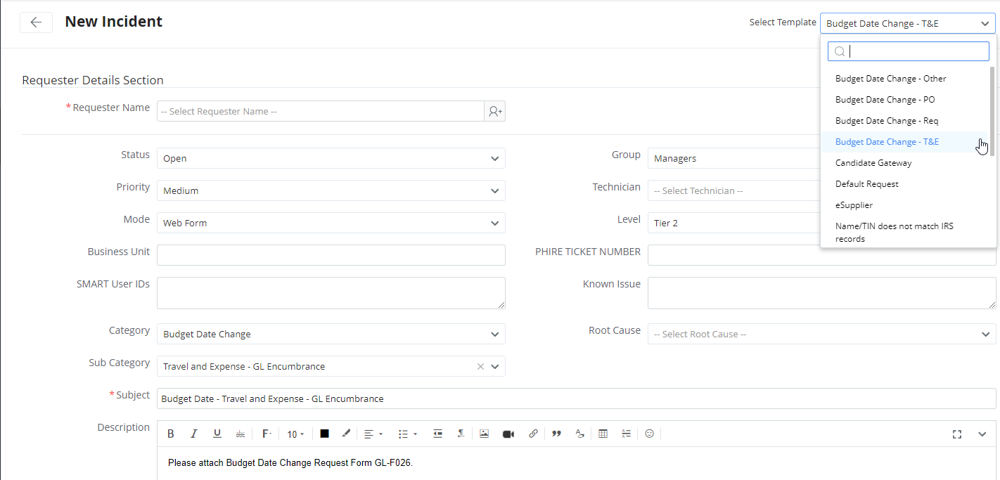 New Incident
Select Template
Budget Date Change - T&E
Budget Date Change - Other
Budget Date Change - PO
Budget Date Change - Req
Budget Date Change - T&E
Candidate Gateway
Default Request
eSupplier
Name/TIN does not match IRS
records
Requester Details Section
*Requester Name
-- Select Requester Name --
Status
Open
Group
Managers
Priority
Medium
Technician
-- Select Technician --
Mode
Web Form
Level
Tier 2
Business Unit
PHIRE TICKET NUMBER
SMART User IDs
Known Issue
Category
Budget Date Change
Root Cause
-- Select Root Cause --
Sub Category
Travel and Expense - GL Encumbrance
*Subject
Budget Date - Travel and Expense - GL Encumbrance
Description
B I U abc F 10
Please attach Budget Date Change Request Form GL-F026.